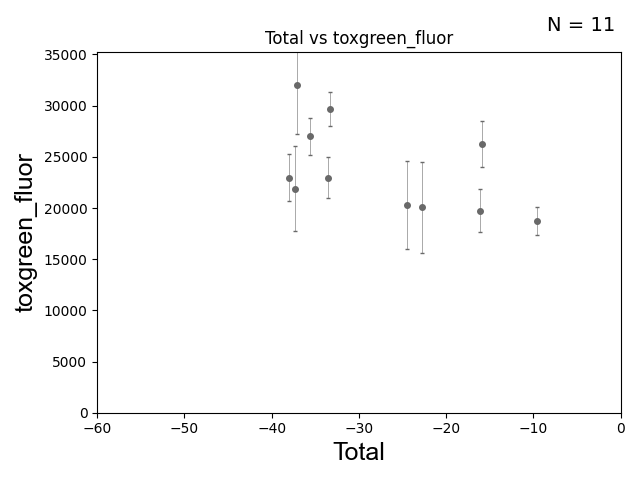 N = 11
Total vs toxgreen_fluor
35000
30000
25000
20000
15000
10000
5000
0
toxgreen_fluor
−60 −50 −40 −30 −20 −10 0
Total